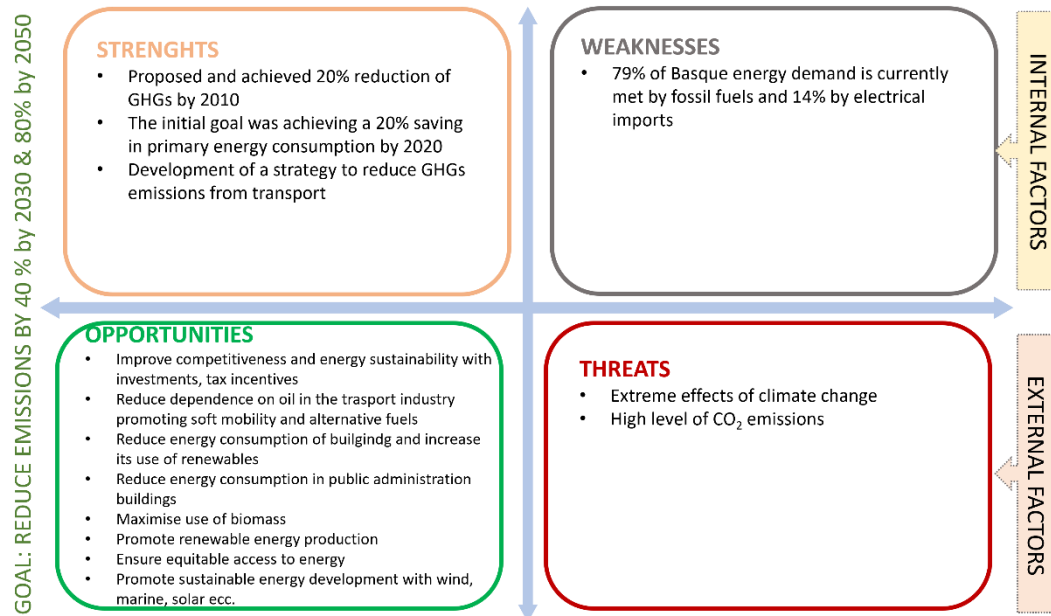 GOAL: REDUCE EMISSIONS BY 40 % by 2030 & 80% by 2050
STRENGHTS
• Proposed and achieved 20% reduction of
GHGs by 2010
• The initial goal was achieving a 20% saving
in primary energy consumption by 2020
• Development of a strategy to reduce GHGs
emissions from transport
WEAKNESSES
• 79% of Basque energy demand is currently
met by fossil fuels and 14% by electrical
imports
INTERNAL FACTORS
OPPORTUNITIES
• Improve competitiveness and energy sustainability with
investments, tax incentives
• Reduce dependence on oil in the trasport industry
promoting soft mobility and alternative fuels
• Reduce energy consumption of builgindg and increase
its use of renewables
• Reduce energy consumption in public administration
buildings
• Maximise use of biomass
• Promote renewable energy production
• Ensure equitable access to energy
• Promote sustainable energy development with wind,
marine, solar ecc.
THREATS
• Extreme effects of climate change
• High level of CO₂ emissions
EXTERNAL FACTORS